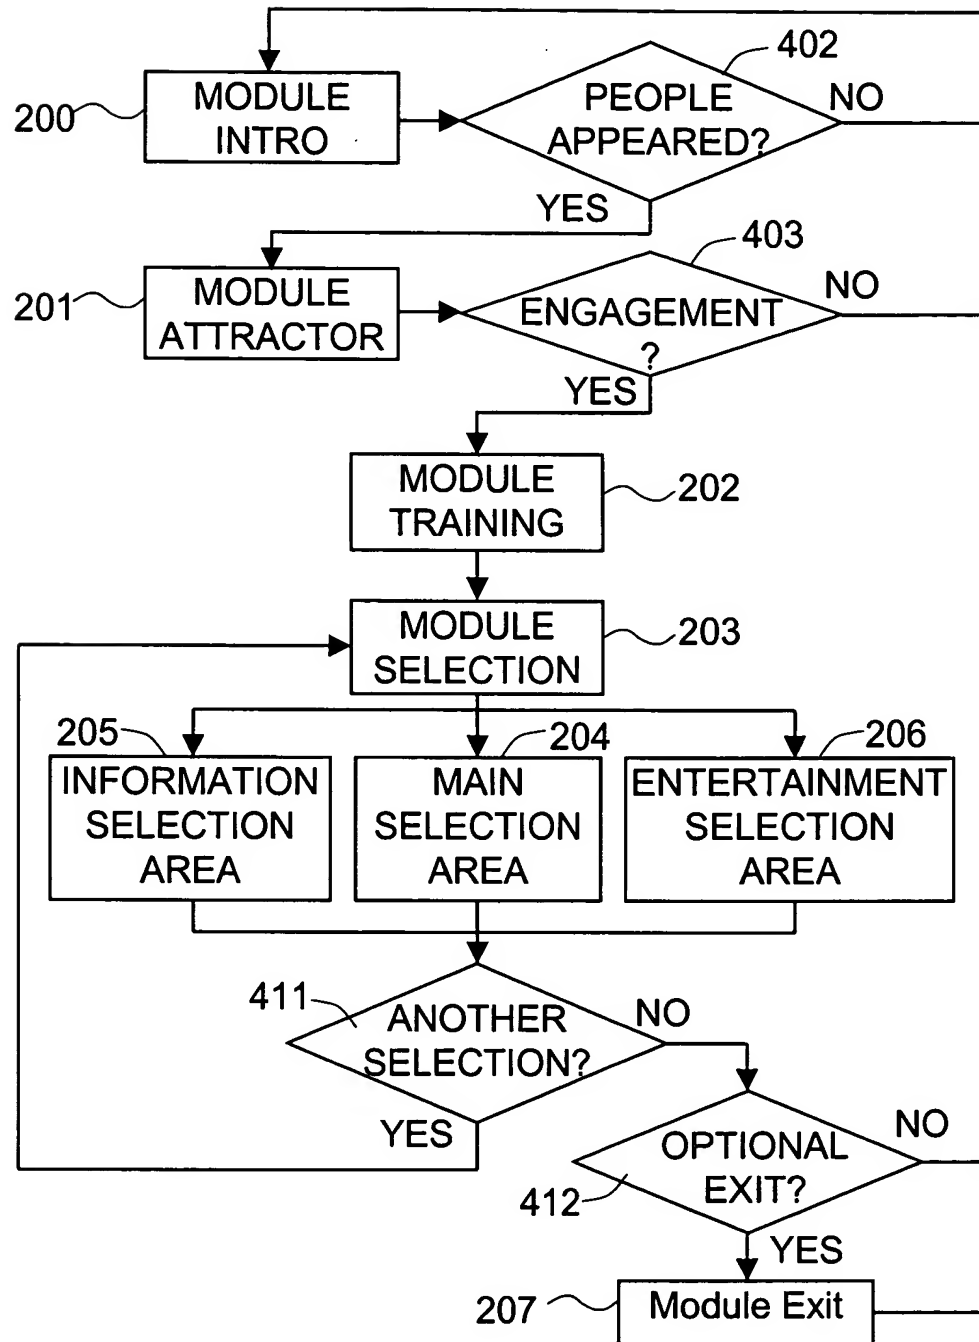 402
200
MODULE
INTRO
PEOPLE
APPEARED?
NO
YES
403
201
MODULE
ATTRACTOR
ENGAGEMENT
?
NO
YES
MODULE
TRAINING
202
MODULE
SELECTION
203
205
204
206
INFORMATION
SELECTION
AREA
MAIN
SELECTION
AREA
ENTERTAINMENT
SELECTION
AREA
411
ANOTHER
SELECTION?
NO
YES
OPTIONAL
EXIT?
NO
412
YES
207
Module Exit